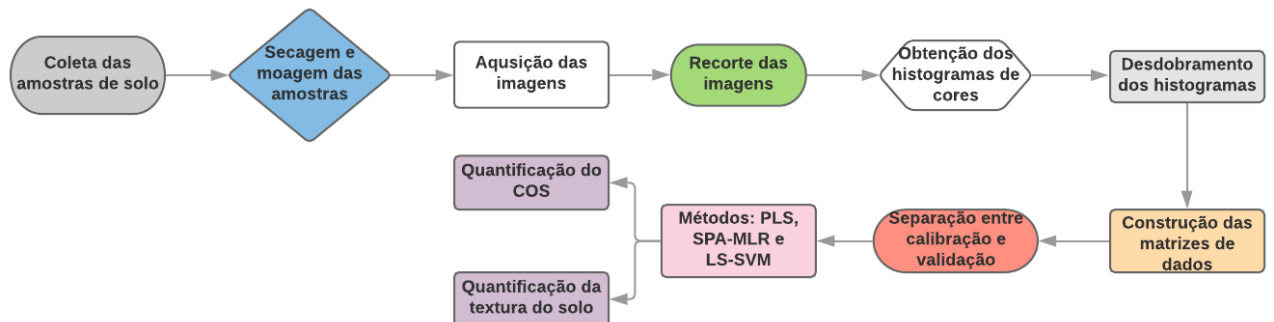 Coleta das
amostras de solo
Secagem e
moagem das
amostras
Aqusição das
imagens
Recorte das
imagens
Obtenção dos
histogramas de
cores
Desdobramento
dos histogramas
Construção das
matrizes de
dados
Separação entre
calibração e
validação
Métodos: PLS,
SPA-MLR e
LS-SVM
Quantificação do
COS
Quantificação da
textura do solo